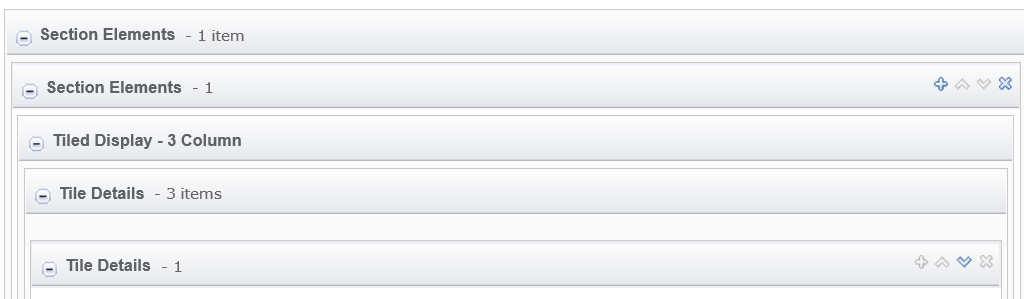 Section Elements - 1 item
Section Elements - 1
Tiled Display - 3 Column
Tile Details - 3 items
Tile Details - 1